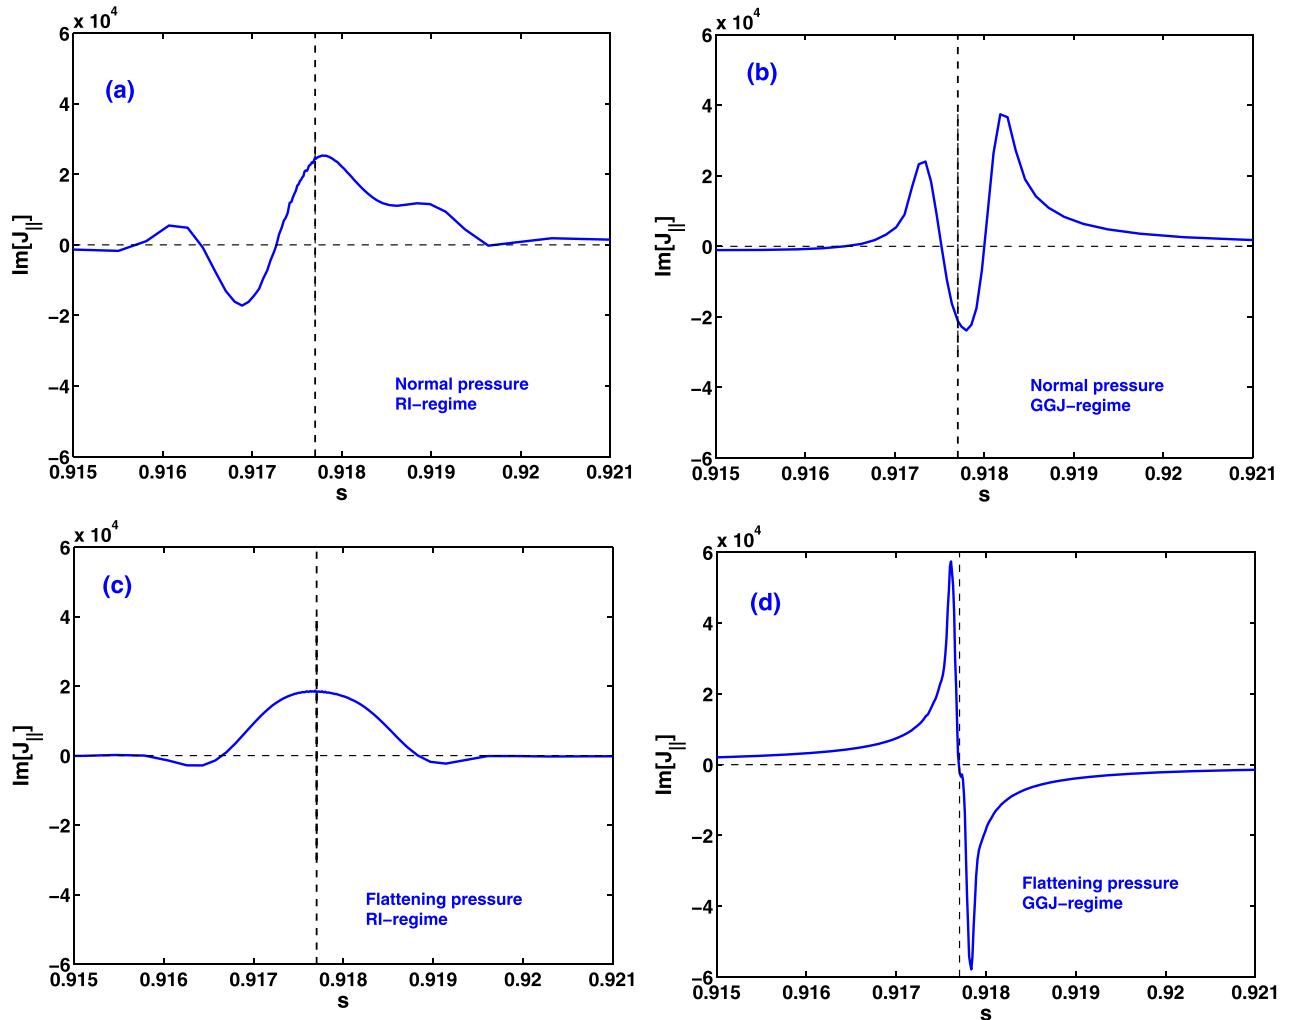 x 10^4
6
4
2
0
−2
−4
−6
Im[J_||]
(a)
Normal pressure
RI−regime
0.915 0.916 0.917 0.918 0.919 0.92 0.921
s
x 10^4
6
4
2
0
−2
−4
−6
Im[J_||]
(b)
Normal pressure
GGJ−regime
0.915 0.916 0.917 0.918 0.919 0.92 0.921
s
x 10^4
6
4
2
0
−2
−4
−6
Im[J_||]
(c)
Flattening pressure
RI−regime
0.915 0.916 0.917 0.918 0.919 0.92 0.921
s
x 10^4
6
4
2
0
−2
−4
−6
Im[J_||]
(d)
Flattening pressure
GGJ−regime
0.915 0.916 0.917 0.918 0.919 0.92 0.921
s